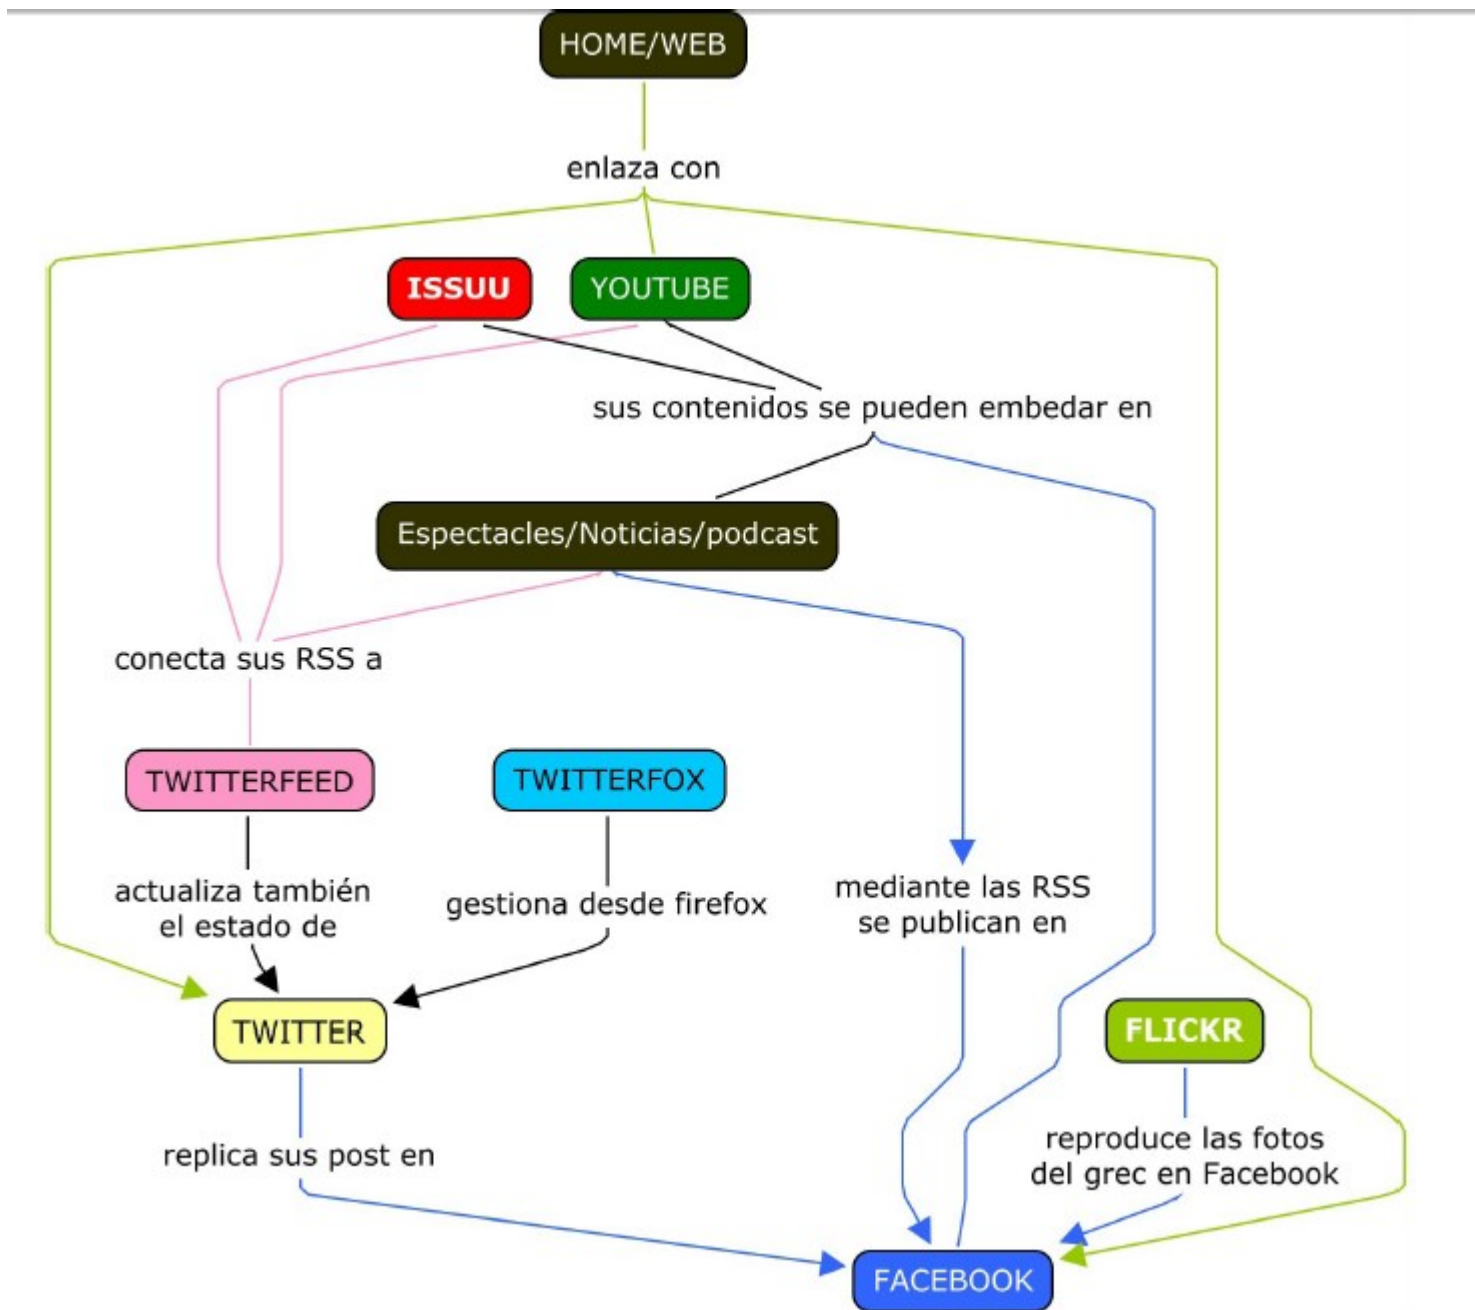 HOME/WEB
enlaza con
ISSUU
YOUTUBE
sus contenidos se pueden embedar en
Espectacles/Noticias/podcast
conecta sus RSS a
TWITTERFEED
TWITTERFOX
actualiza también
el estado de
gestiona desde firefox
mediante las RSS
se publican en
TWITTER
FLICKR
replica sus post en
reproduce las fotos
del grec en Facebook
FACEBOOK